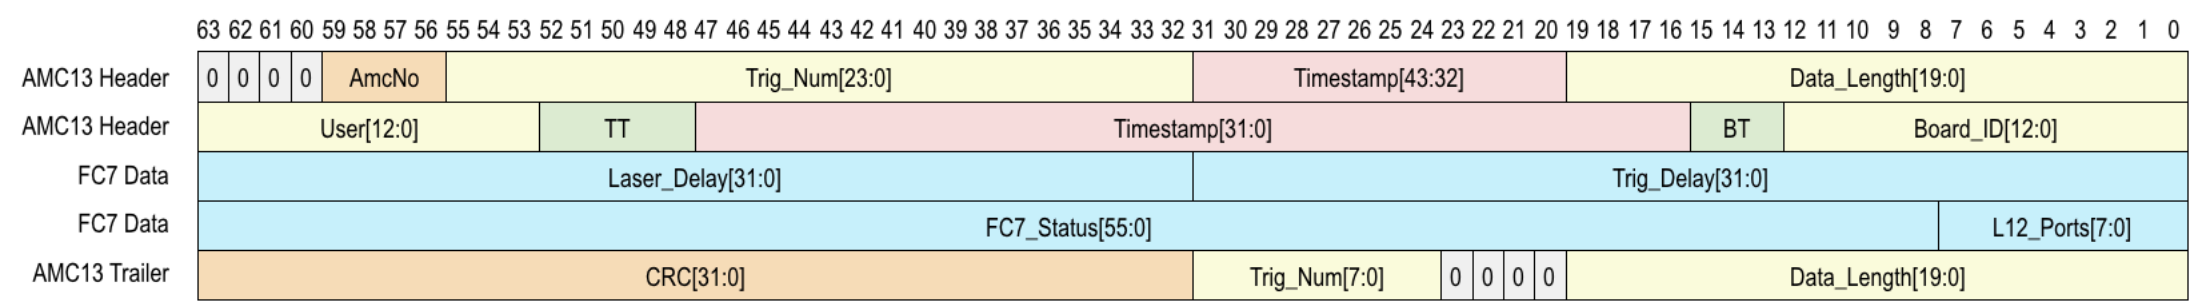 63 62 61 60 59 58 57 56 55 54 53 52 51 50 49 48 47 46 45 44 43 42 41 40 39 38 37 36 35 34 33 32 31 30 29 28 27 26 25 24 23 22 21 20 19 18 17 16 15 14 13 12 11 10 9 8 7 6 5 4 3 2 1 0
AMC13 Header 0 0 0 0 AmcNo Trig_Num[23:0] Timestamp[43:32] Data_Length[19:0]
AMC13 Header User[12:0] TT Timestamp[31:0] BT Board_ID[12:0]
FC7 Data Laser_Delay[31:0] Trig_Delay[31:0]
FC7 Data FC7_Status[55:0] L12_Ports[7:0]
AMC13 Trailer CRC[31:0] Trig_Num[7:0] 0 0 0 0 Data_Length[19:0]